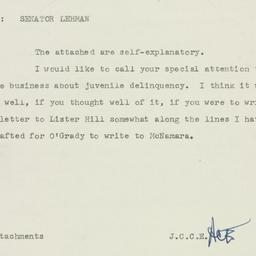 : SENATOR LEHMAN
The attached are self-explanatory.
I would like to call your special attention
e business about juvenile delinquency. I think it
well, if you thought well of it, if you were to wri
letter to Lister Hill somewhat along the lines I ha
afted for O'Grady to write to McNamara.
tachments J.C.C.E.